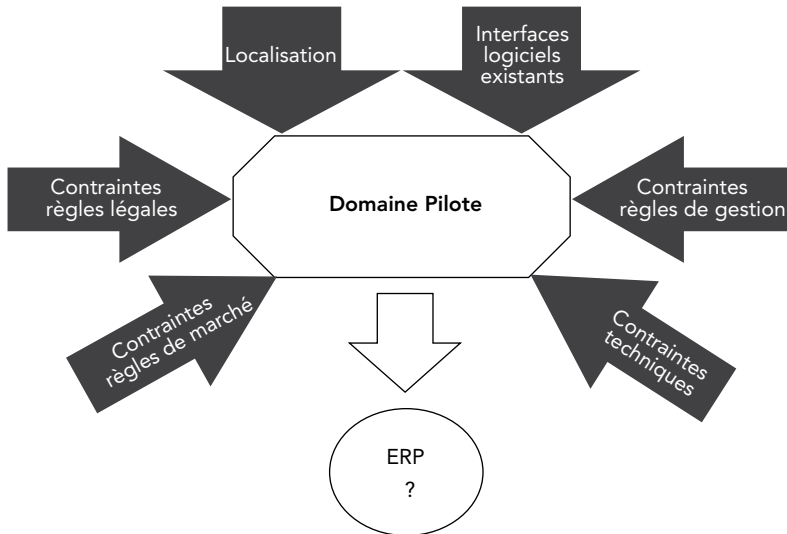 Localisation
Interfaces
logiciels
existants
Contraintes
règles légales
Domaine Pilote
Contraintes
règles de gestion
Contraintes
règles de marché
Contraintes
techniques
ERP
?